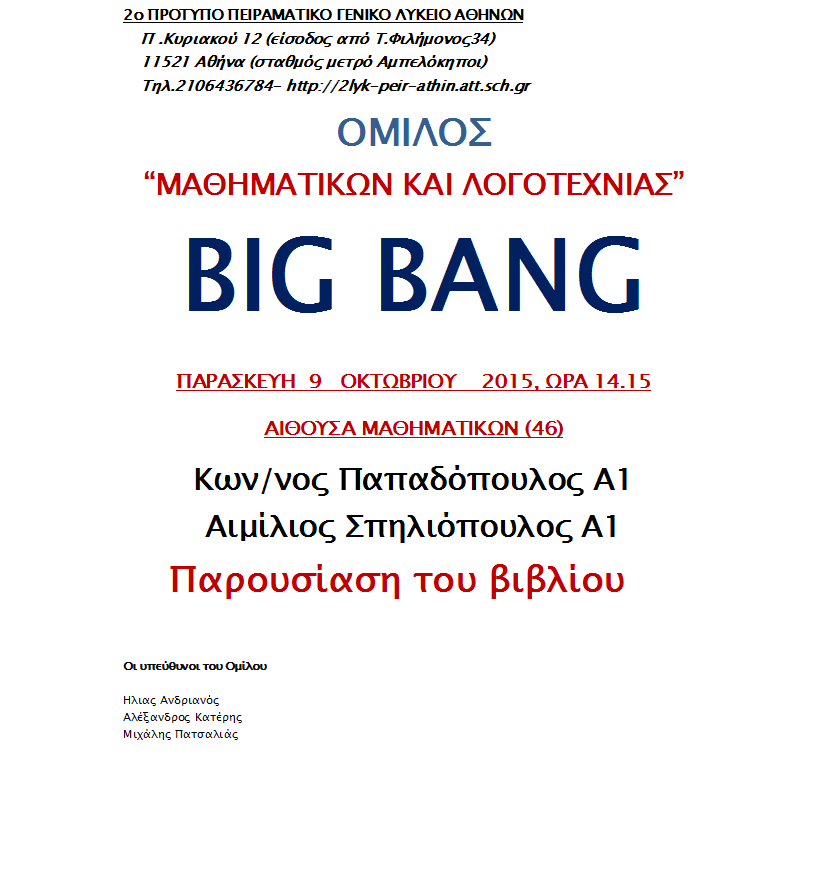 2ο ΠΡΟΤΥΠΟ ΠΕΙΡΑΜΑΤΙΚΟ ΓΕΝΙΚΟ ΛΥΚΕΙΟ ΑΘΗΝΩΝ
Π .Κυριακού 12 (είσοδος από Τ.Φιλήμονος34)
11521 Αθήνα (σταθμός μετρό Αμπελόκηποι)
Τηλ.2106436784- http://2lyk-peir-athin.att.sch.gr
ΟΜΙΛΟΣ
“ΜΑΘΗΜΑΤΙΚΩΝ ΚΑΙ ΛΟΓΟΤΕΧΝΙΑΣ”
BIG BANG
ΠΑΡΑΣΚΕΥΗ 9 ΟΚΤΩΒΡΙΟΥ 2015, ΩΡΑ 14.15
ΑΙΘΟΥΣΑ ΜΑΘΗΜΑΤΙΚΩΝ (46)
Κων/νος Παπαδόπουλος Α1
Αιμίλιος Σπηλιόπουλος Α1
Παρουσίαση του βιβλίου
Οι υπεύθυνοι του Ομίλου
Ηλιας Ανδριανός
Αλέξανδρος Κατέρης
Μιχάλης Πατσαλιάς